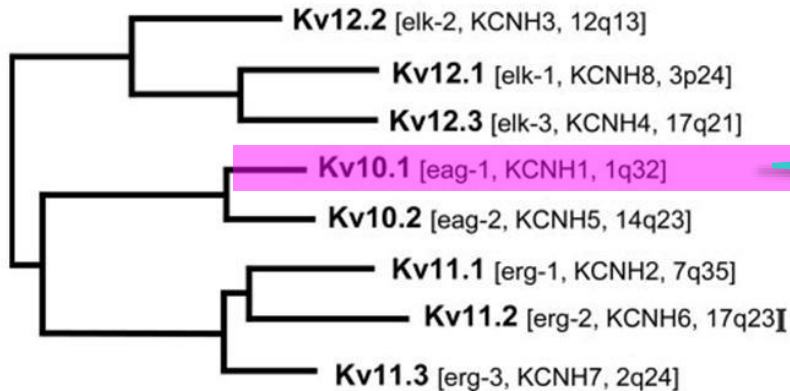 Kv12.2 [elk-2, KCNH3, 12q13]
Kv12.1 [elk-1, KCNH8, 3p24]
Kv12.3 [elk-3, KCNH4, 17q21]
Kv10.1 [eag-1, KCNH1, 1q32]
Kv10.2 [eag-2, KCNH5, 14q23]
Kv11.1 [erg-1, KCNH2, 7q35]
Kv11.2 [erg-2, KCNH6, 17q23]
Kv11.3 [erg-3, KCNH7, 2q24]